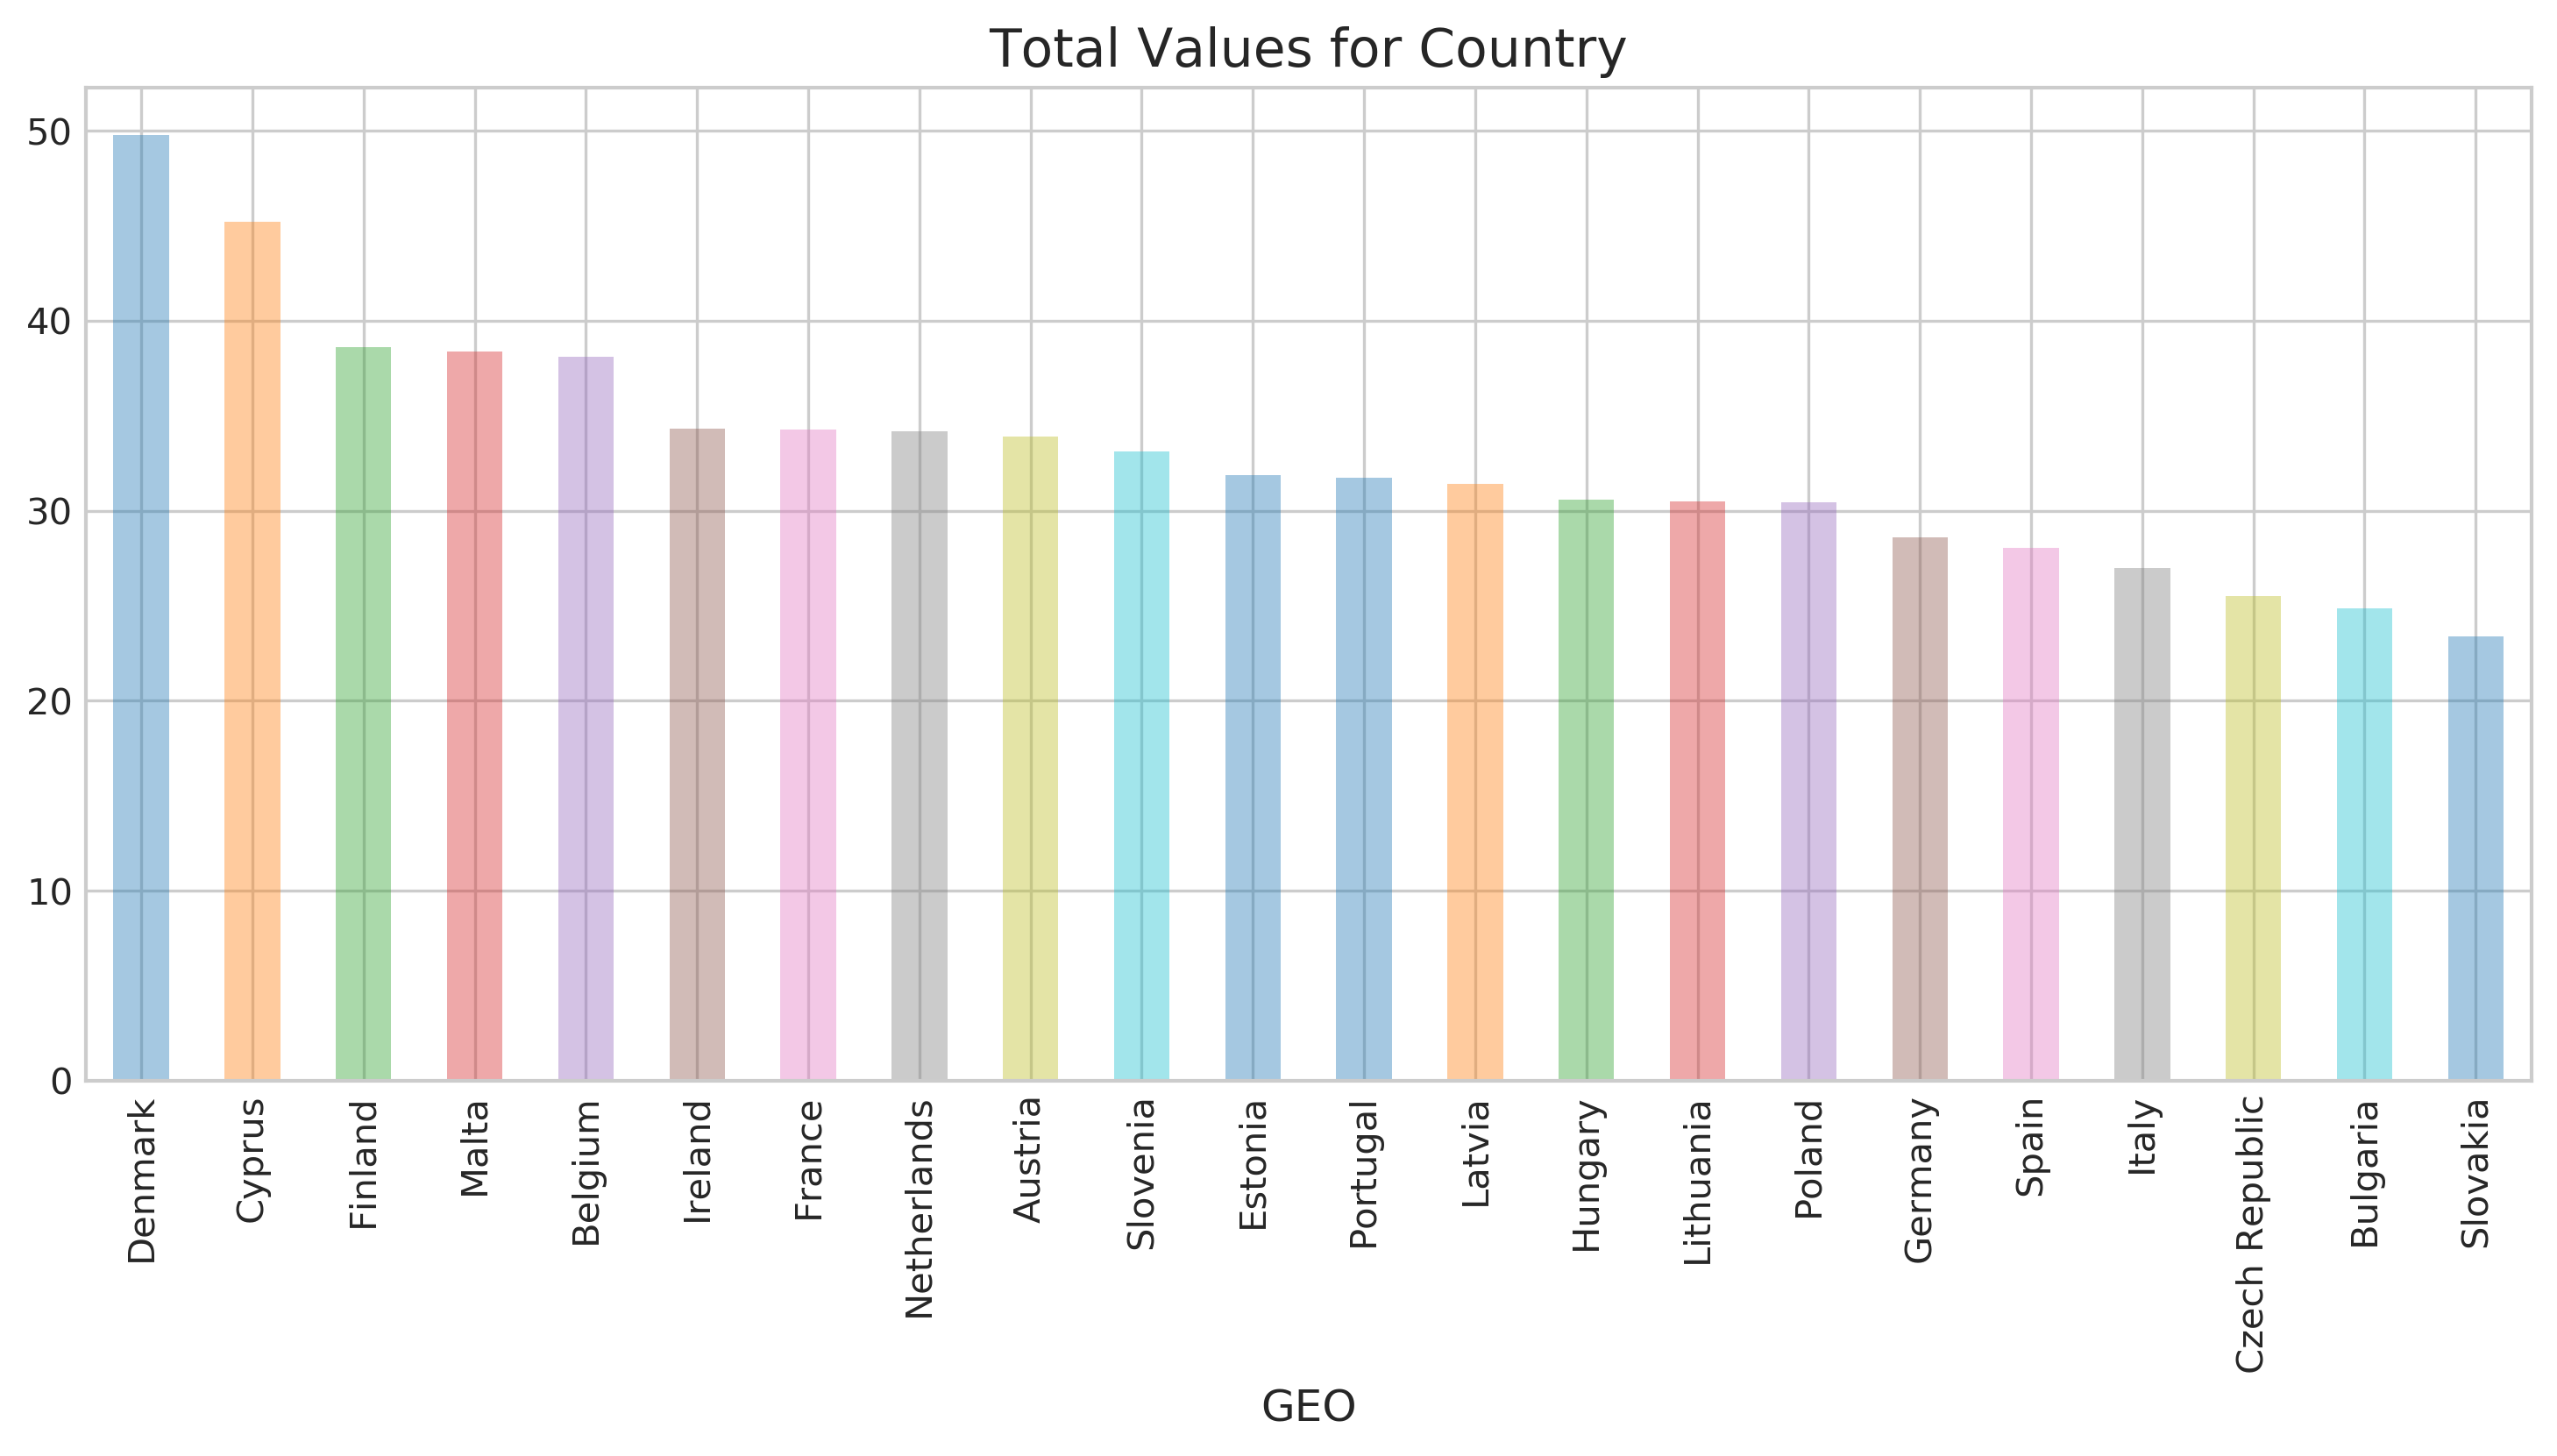 Total Values for Country
50
40
30
20
10
0
Denmark
Cyprus
Finland
Malta
Belgium
Ireland
France
Netherlands
Austria
Slovenia
Estonia
Portugal
Latvia
Hungary
Lithuania
Poland
Germany
Spain
Italy
Czech Republic
Bulgaria
Slovakia
GEO